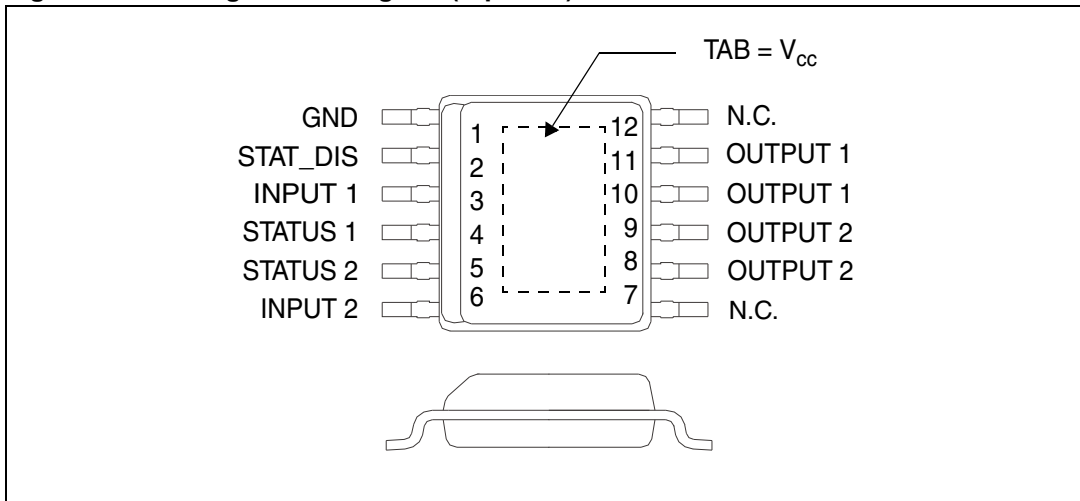 TAB = Vcc
GND 1 12 N.C.
STAT_DIS 2 11 OUTPUT 1
INPUT 1 3 10 OUTPUT 1
STATUS 1 4 9 OUTPUT 2
STATUS 2 5 8 OUTPUT 2
INPUT 2 6 7 N.C.